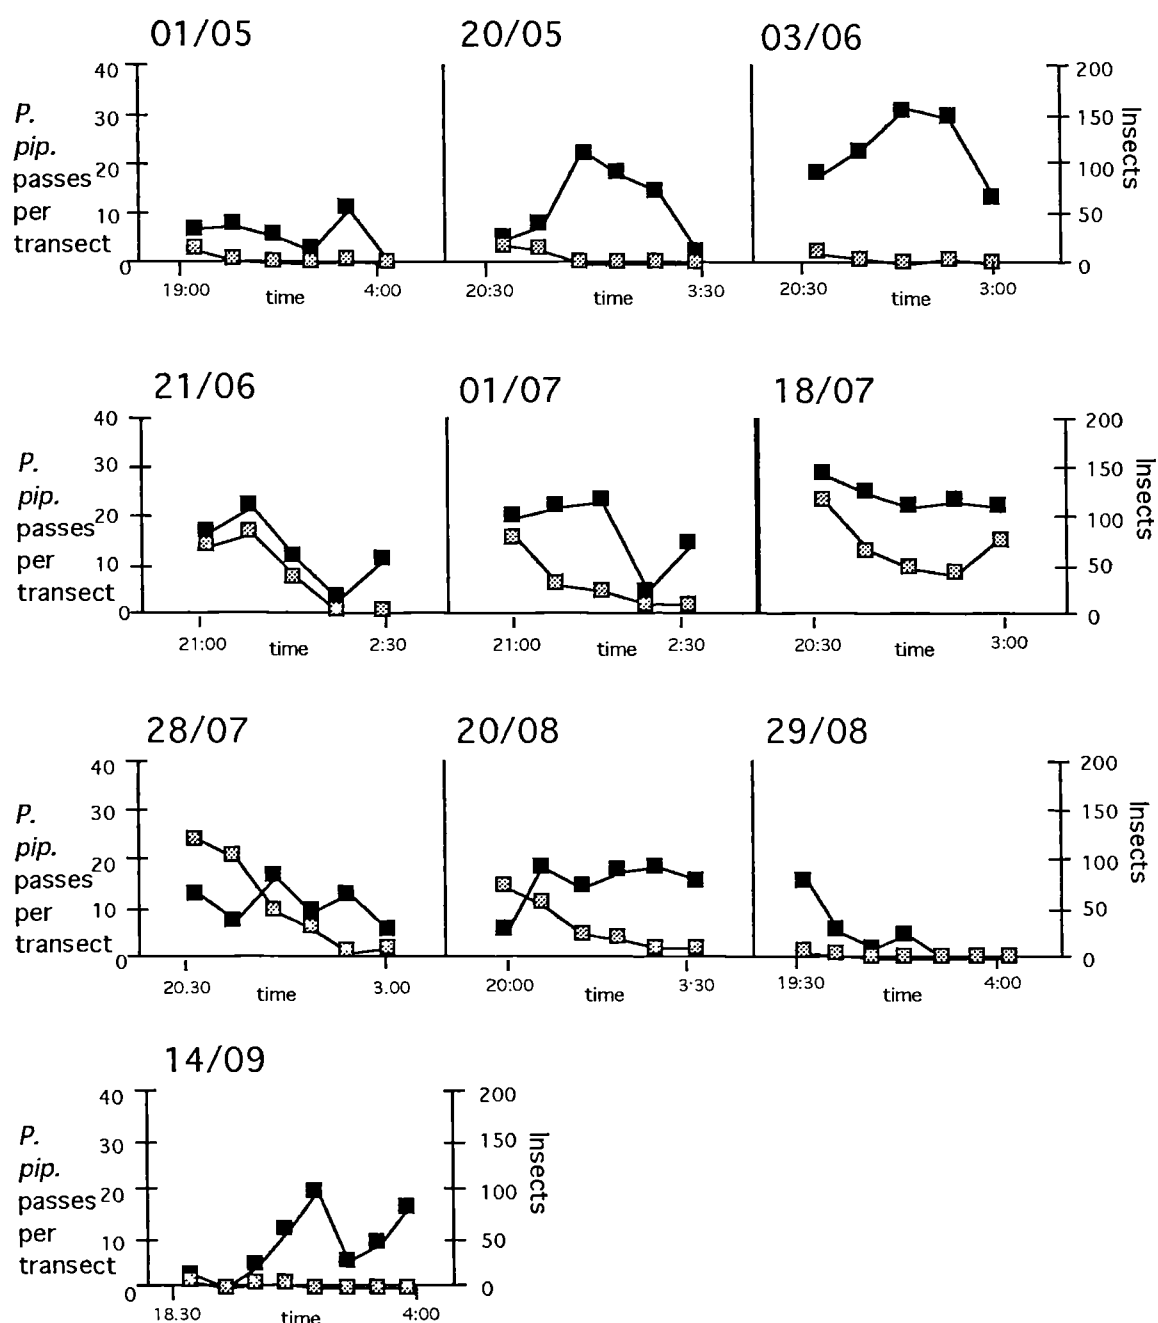 01/05
20/05
03/06
40
30
20
10
0
P.
pip.
passes
per
transect
200
150
100
50
0
Insects
19:00
time
4:00
20:30
time
3:30
20:30
time
3:00
21/06
01/07
18/07
40
30
20
10
0
P.
pip.
passes
per
transect
200
150
100
50
0
Insects
21:00
time
2:30
21:00
time
2:30
20:30
time
3:00
28/07
20/08
29/08
40
30
20
10
0
P.
pip.
passes
per
transect
200
150
100
50
0
Insects
20.30
time
3.00
20:00
time
3·30
19:30
time
4:00
14/09
40
30
20
10
0
P.
pip.
passes
per
transect
200
150
100
50
0
Insects
18.30
time
4:00